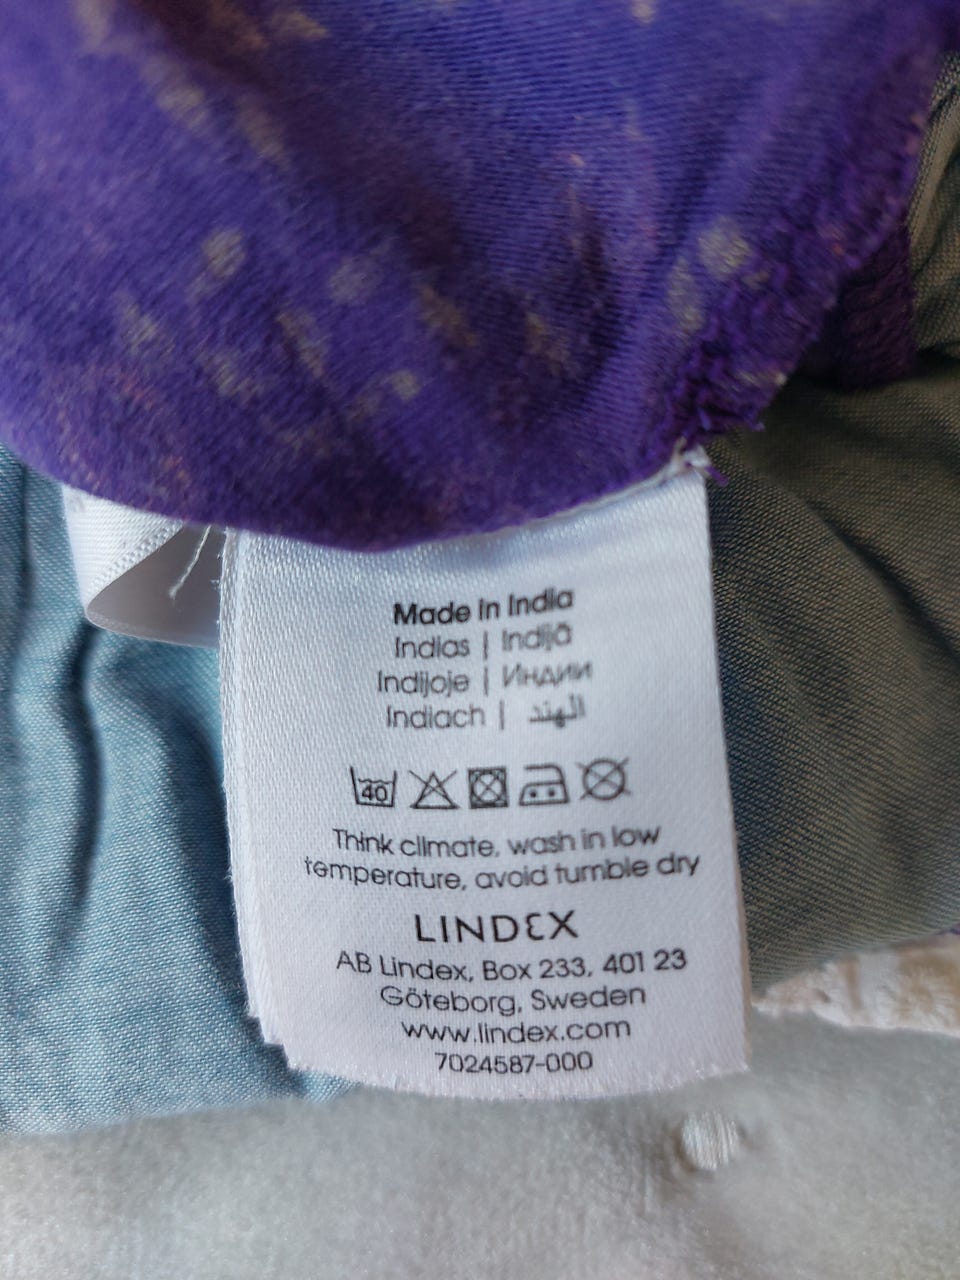 Made in India
Indias | Indijā
Indijoje | Индии
Indiach | الهند
40
Think climate, wash in low
temperature, avoid tumble dry
LINDEX
AB Lindex, Box 233, 401 23
Göteborg, Sweden
www.lindex.com
7024587-000